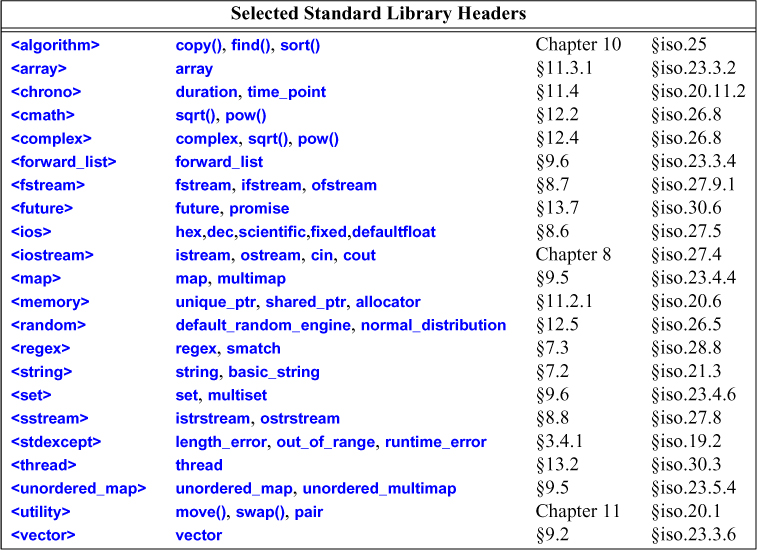 Selected Standard Library Headers
<algorithm> copy(), find(), sort() Chapter 10 §iso.25
<array> array §11.3.1 §iso.23.3.2
<chrono> duration, time_point §11.4 §iso.20.11.2
<cmath> sqrt(), pow() §12.2 §iso.26.8
<complex> complex, sqrt(), pow() §12.4 §iso.26.8
<forward_list> forward_list §9.6 §iso.23.3.4
<fstream> fstream, ifstream, ofstream §8.7 §iso.27.9.1
<future> future, promise §13.7 §iso.30.6
<ios> hex,dec,scientific,fixed,defaultfloat §8.6 §iso.27.5
<iostream> istream, ostream, cin, cout Chapter 8 §iso.27.4
<map> map, multimap §9.5 §iso.23.4.4
<memory> unique_ptr, shared_ptr, allocator §11.2.1 §iso.20.6
<random> default_random_engine, normal_distribution §12.5 §iso.26.5
<regex> regex, smatch §7.3 §iso.28.8
<string> string, basic_string §7.2 §iso.21.3
<set> set, multiset §9.6 §iso.23.4.6
<sstream> istrstream, ostrstream §8.8 §iso.27.8
<stdexcept> length_error, out_of_range, runtime_error §3.4.1 §iso.19.2
<thread> thread §13.2 §iso.30.3
<unordered_map> unordered_map, unordered_multimap §9.5 §iso.23.5.4
<utility> move(), swap(), pair Chapter 11 §iso.20.1
<vector> vector §9.2 §iso.23.3.6